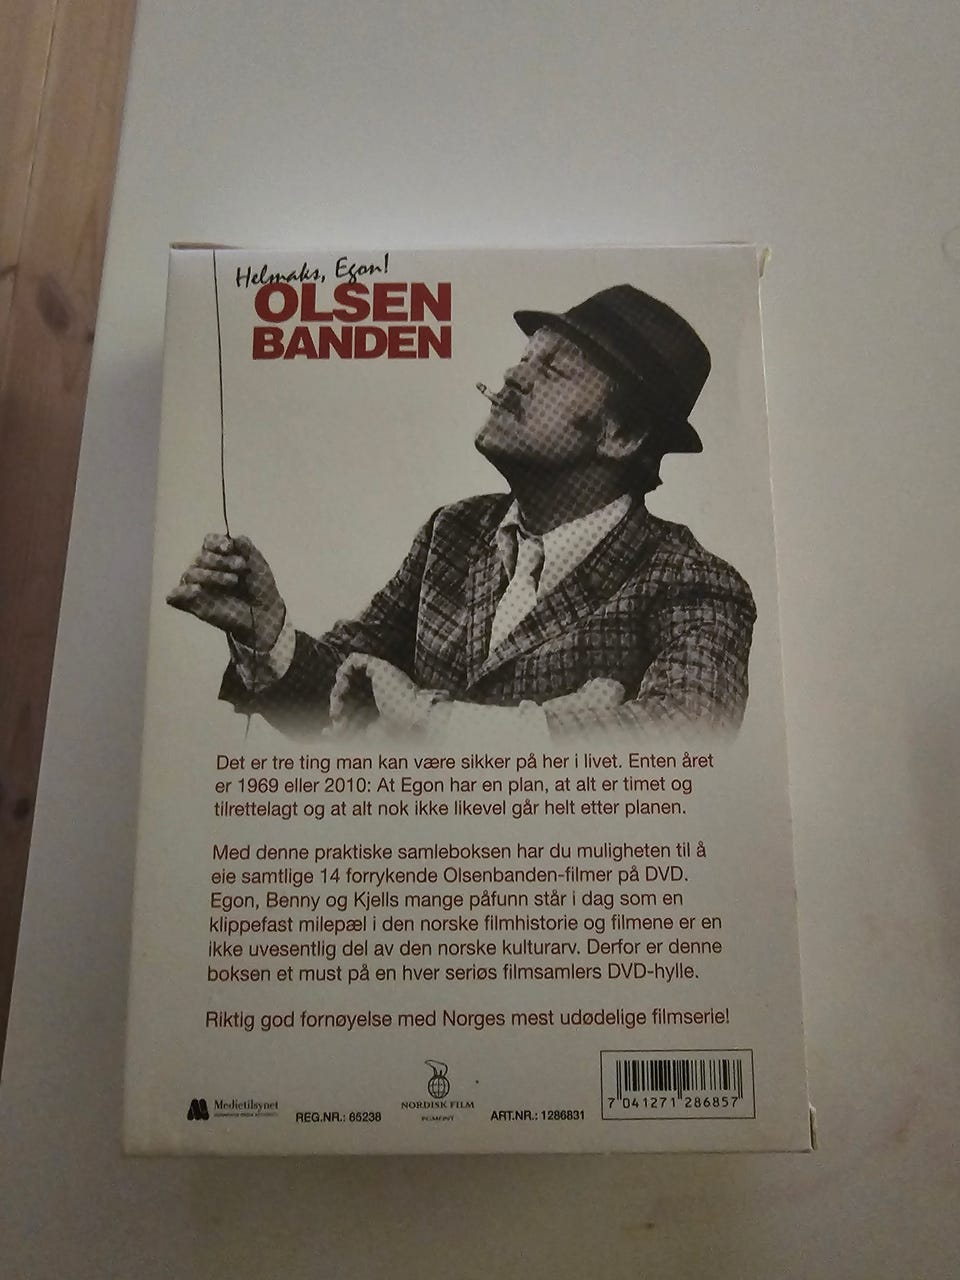 Helmaks, Egon!
OLSEN
BANDEN
Det er tre ting man kan være sikker på her i livet. Enten året
er 1969 eller 2010: At Egon har en plan, at alt er timet og
tilrettelagt og at alt nok ikke likevel går helt etter planen.
Med denne praktiske samleboksen har du muligheten til å
eie samtlige 14 forrykende Olsenbanden-filmer på DVD.
Egon, Benny og Kjells mange påfunn står i dag som en
klippefast milepæl i den norske filmhistorie og filmene er en
ikke uvesentlig del av den norske kulturarv. Derfor er denne
boksen et must på en hver seriøs filmsamlers DVD-hylle.
Riktig god fornøyelse med Norges mest udødelige filmserie!
Medietilsynet
REG.NR.: 65238
NORDISK FILM
EGMONT
ART.NR.: 1286831
7 041271 286857